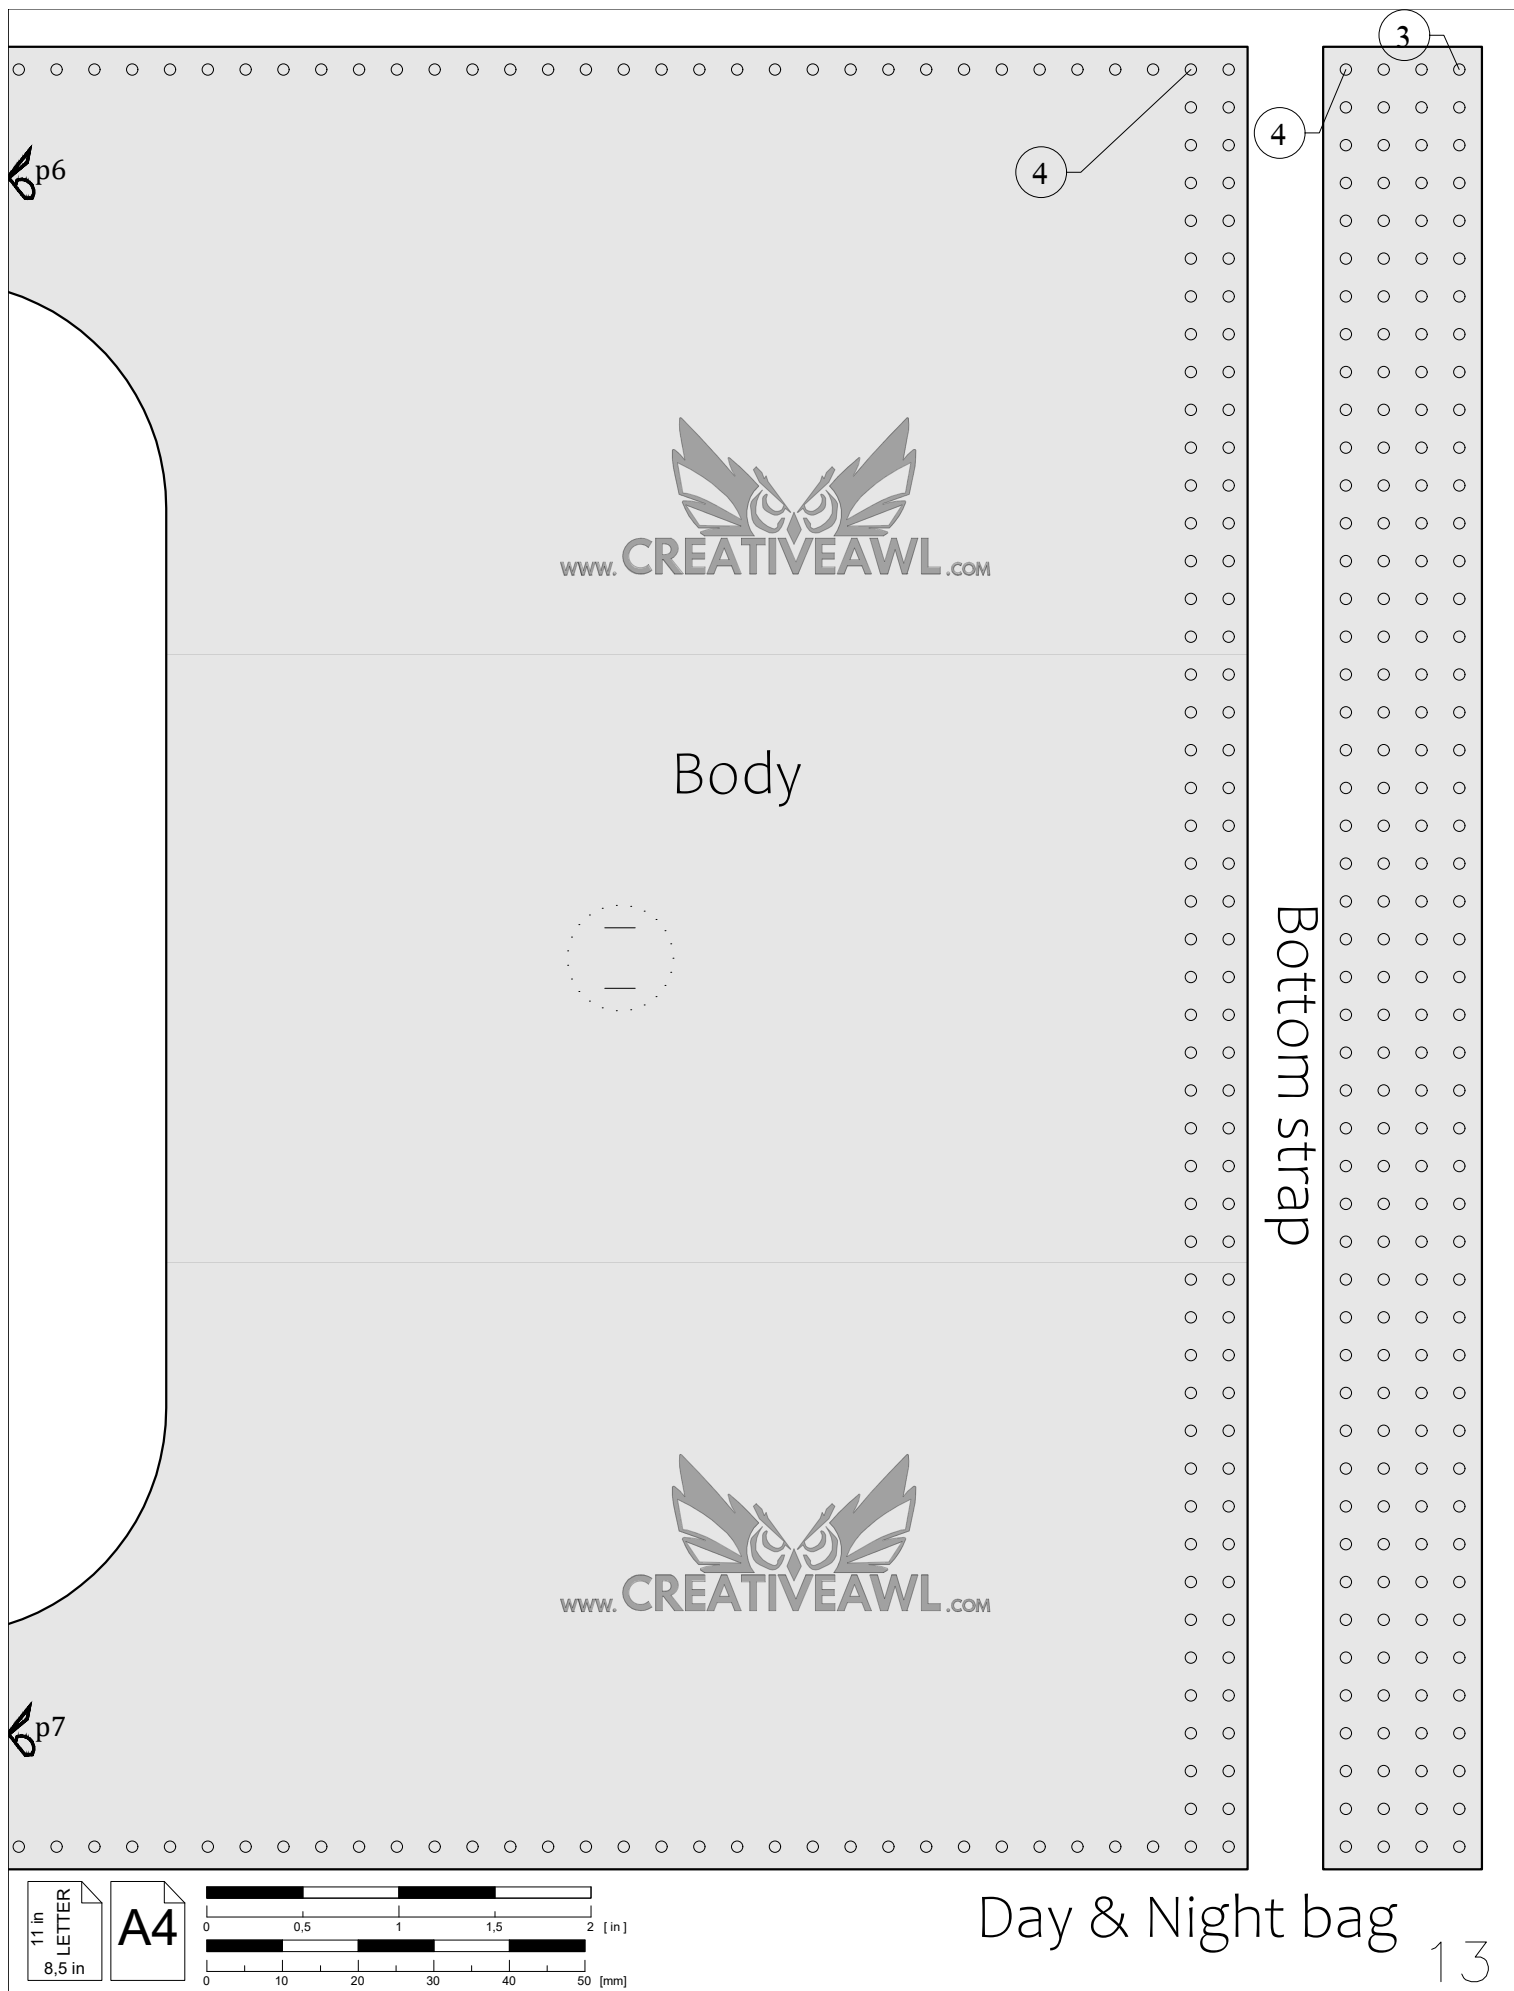 3
4
4
p6
www. CREATIVEAWL .COM
Body
Bottom strap
www. CREATIVEAWL .COM
p7
11 in
LETTER
8,5 in
A4
0 0,5 1 1,5 2 [ in ]
0 10 20 30 40 50 [mm]
Day & Night bag
13